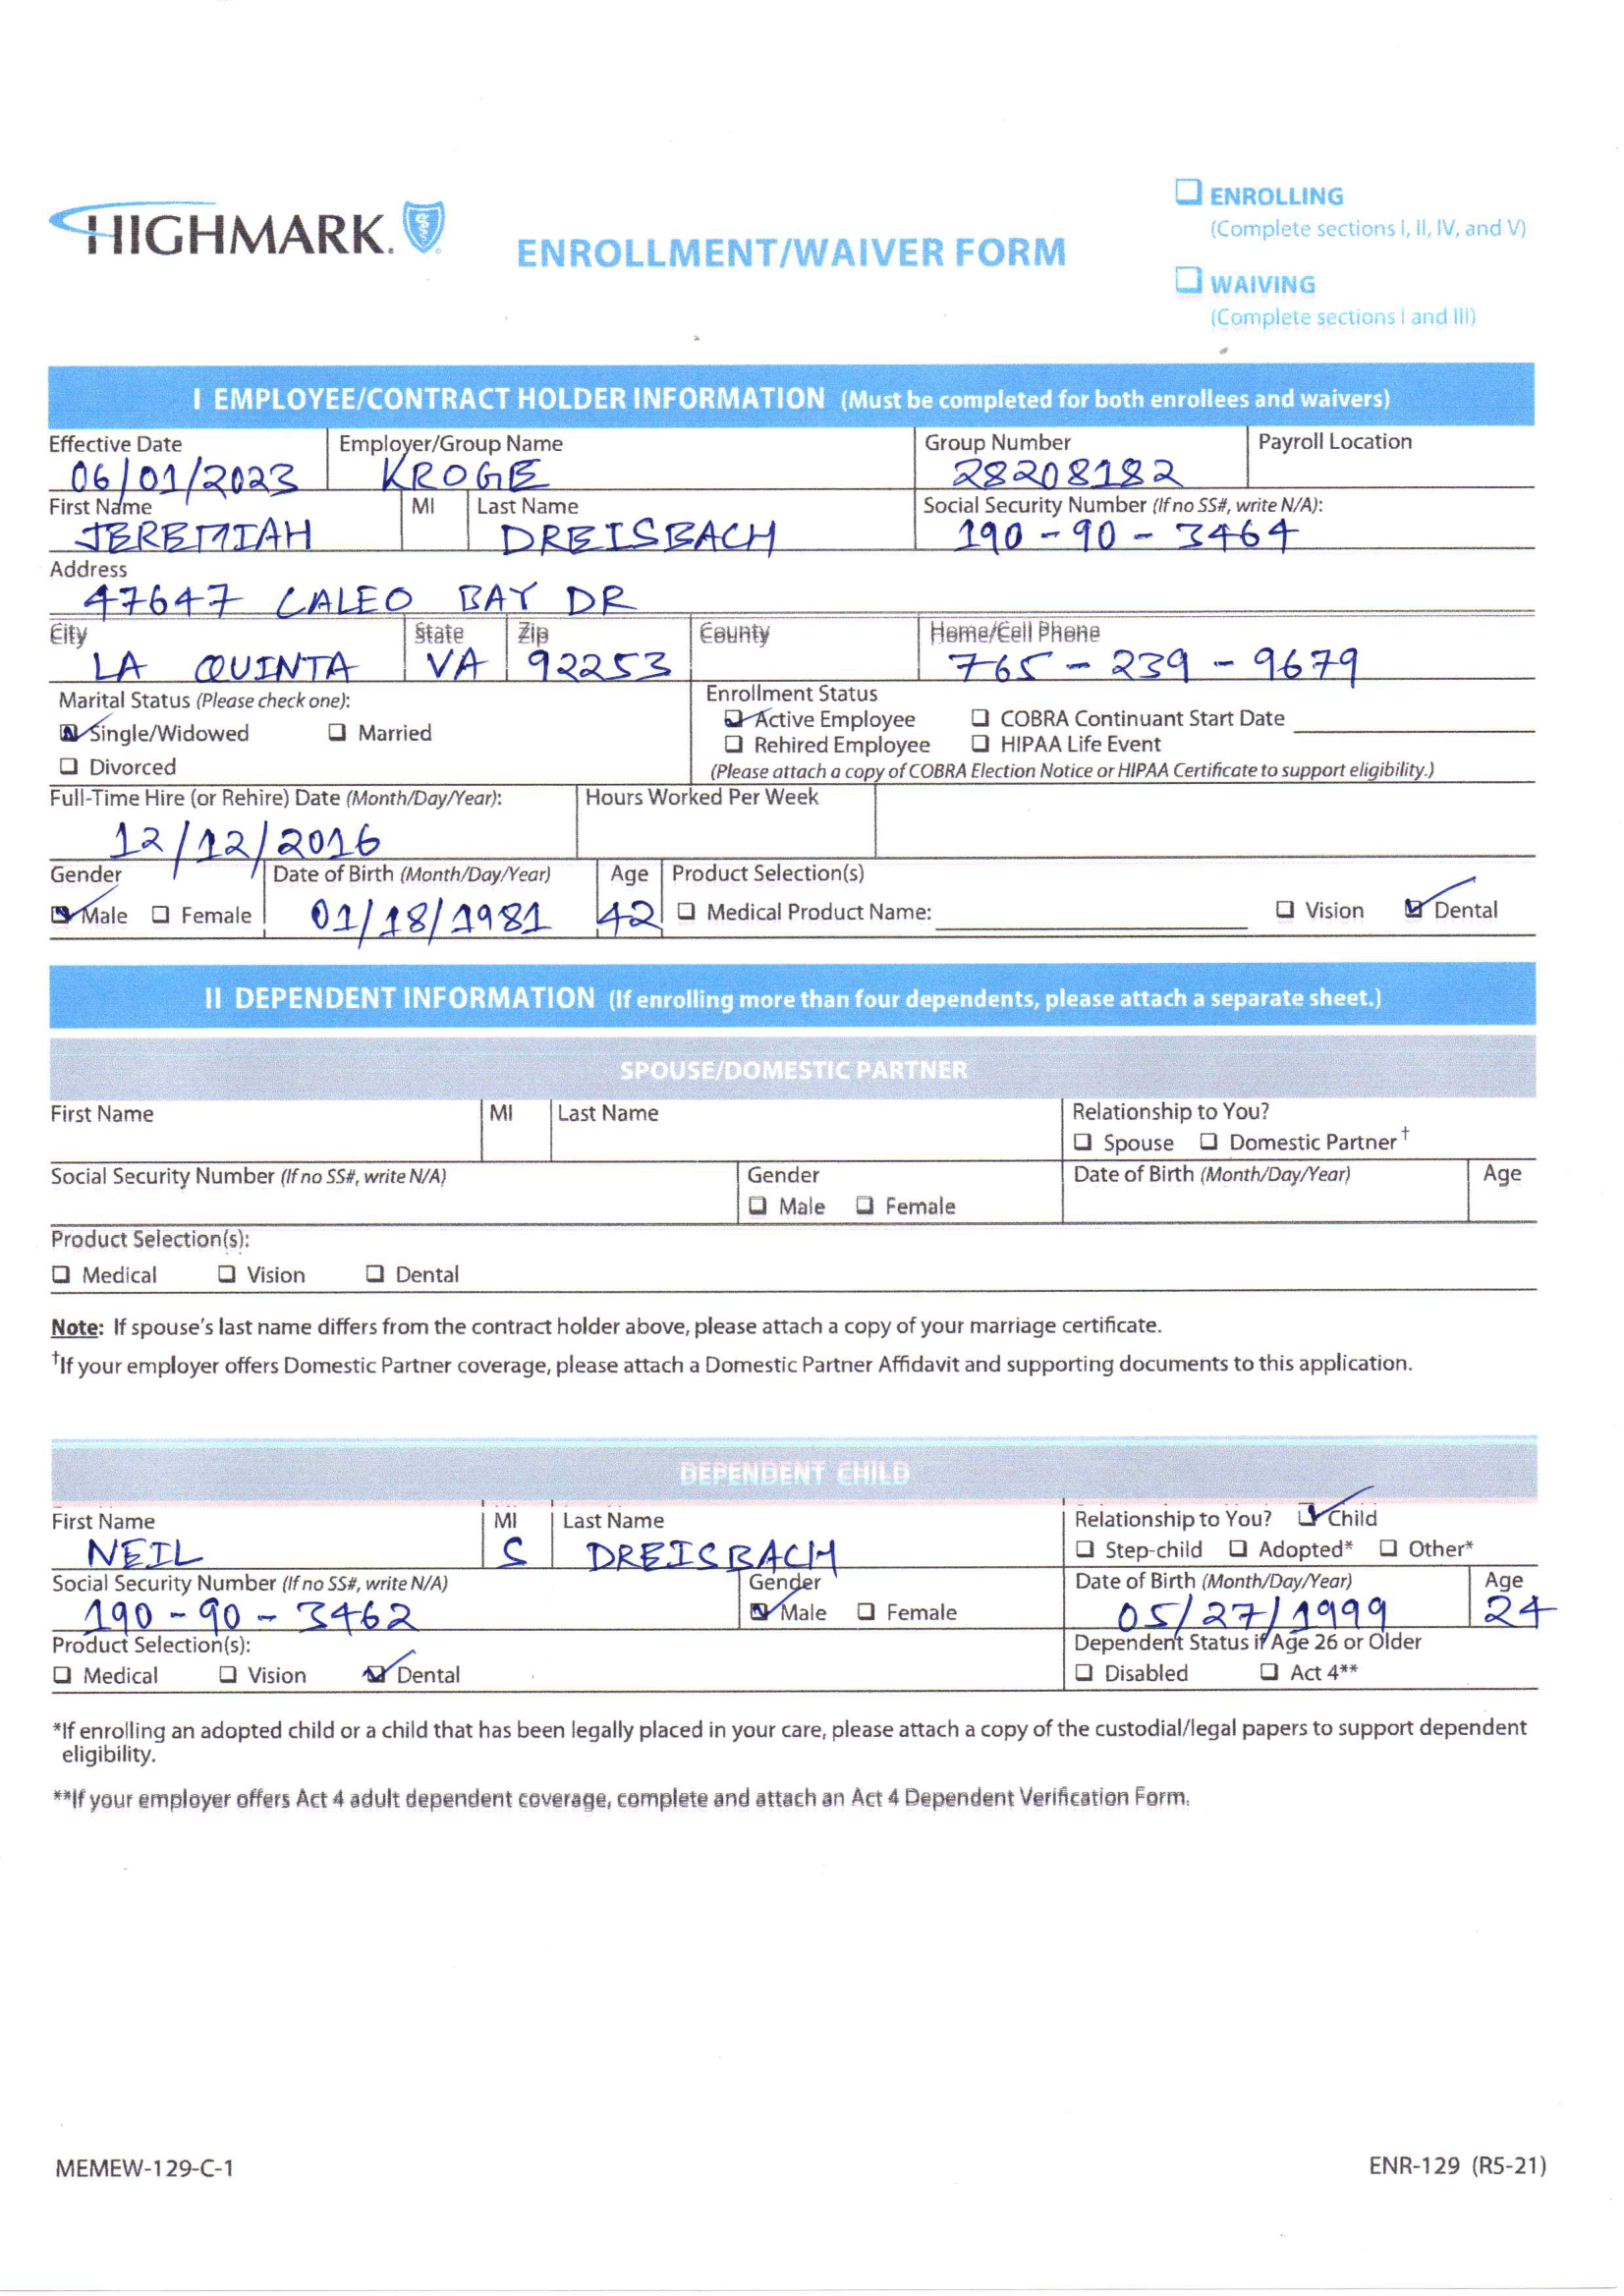 HIGHMARK.
ENROLLMENT/WAIVER FORM
❑ ENROLLING
(Complete sections I, II, IV, and V)
❑ WAIVING
(Complete sections I and III)
I EMPLOYEE/CONTRACT HOLDER INFORMATION (Must be completed for both enrollees and waivers)
Effective Date Employer/Group Name Group Number Payroll Location
06/01/2023 KROGE 28208182
First Name MI Last Name Social Security Number (If no SS#, write N/A):
JEREMIAH DREISBACH 190-90-3464
Address
47647 CALEO BAY DR
City State Zip County Home/Cell Phone
LA QUINTA VA 92253 765-239-9679
Marital Status (Please check one): Enrollment Status
☑ Single/Widowed ❑ Married ☑ Active Employee ❑ COBRA Continuant Start Date
❑ Rehired Employee ❑ HIPAA Life Event
❑ Divorced (Please attach a copy of COBRA Election Notice or HIPAA Certificate to support eligibility.)
Full-Time Hire (or Rehire) Date (Month/Day/Year): Hours Worked Per Week
12/12/2016
Gender Date of Birth (Month/Day/Year) Age Product Selection(s)
☑ Male ❑ Female 01/18/1981 42 ❑ Medical Product Name: ❑ Vision ☑ Dental
II DEPENDENT INFORMATION (If enrolling more than four dependents, please attach a separate sheet.)
SPOUSE/DOMESTIC PARTNER
First Name MI Last Name Relationship to You?
❑ Spouse ❑ Domestic Partner†
Social Security Number (If no SS#, write N/A) Gender Date of Birth (Month/Day/Year) Age
❑ Male ❑ Female
Product Selection(s):
❑ Medical ❑ Vision ❑ Dental
Note: If spouse's last name differs from the contract holder above, please attach a copy of your marriage certificate.
†If your employer offers Domestic Partner coverage, please attach a Domestic Partner Affidavit and supporting documents to this application.
DEPENDENT CHILD
First Name MI Last Name Relationship to You? ☑ Child
NEIL S DREISBACH ❑ Step-child ❑ Adopted* ❑ Other*
Social Security Number (If no SS#, write N/A) Gender Date of Birth (Month/Day/Year) Age
190-90-3462 ☑ Male ❑ Female 05/27/1999 24
Product Selection(s): Dependent Status if Age 26 or Older
❑ Medical ❑ Vision ☑ Dental ❑ Disabled ❑ Act 4**
*If enrolling an adopted child or a child that has been legally placed in your care, please attach a copy of the custodial/legal papers to support dependent
eligibility.
**If your employer offers Act 4 adult dependent coverage, complete and attach an Act 4 Dependent Verification Form.
MEMEW-129-C-1 ENR-129 (R5-21)